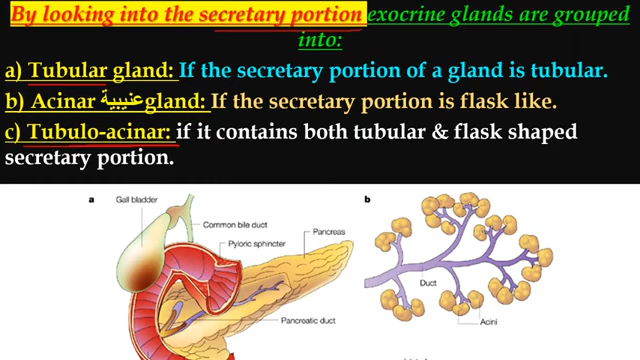 By looking into the secretary portion exocrine glands are grouped
into:
a) Tubular gland: If the secretary portion of a gland is tubular.
b) Acinar عنيبية gland: If the secretary portion is flask like.
c) Tubulo-acinar: if it contains both tubular & flask shaped
secretary portion.
a
Gall bladder
Common bile duct
Pyloric sphincter
Pancreas
Pancreatic duct
b
Duct
Acini